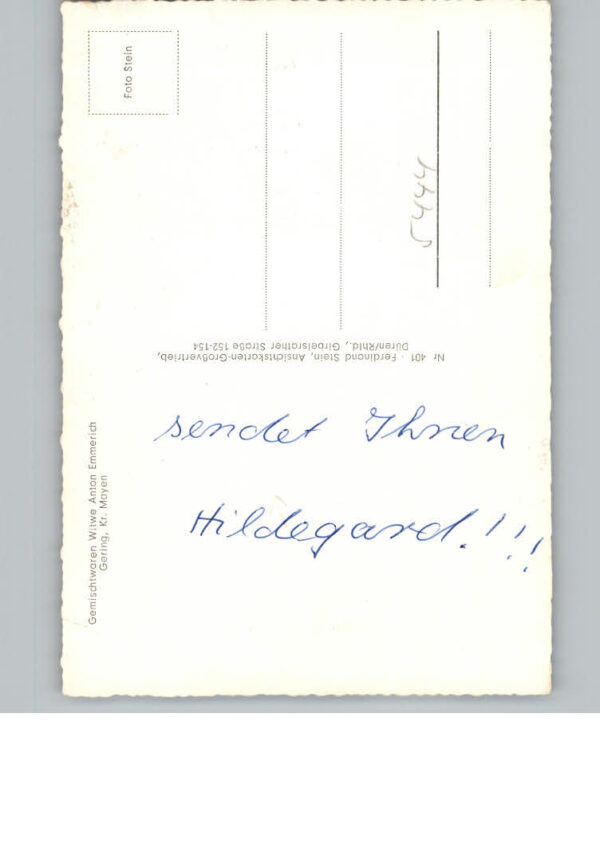 Foto Stein
5444
Nr. 401 · Ferdinand Stein, Ansichtskarten-Großvertrieb,
Düren/Rhld., Girbelsrather Straße 152-154
sendet Ihnen
Hildegard.!!!
Gemischtwaren Witwe Anton Emmerich
Gering, Kr. Mayen